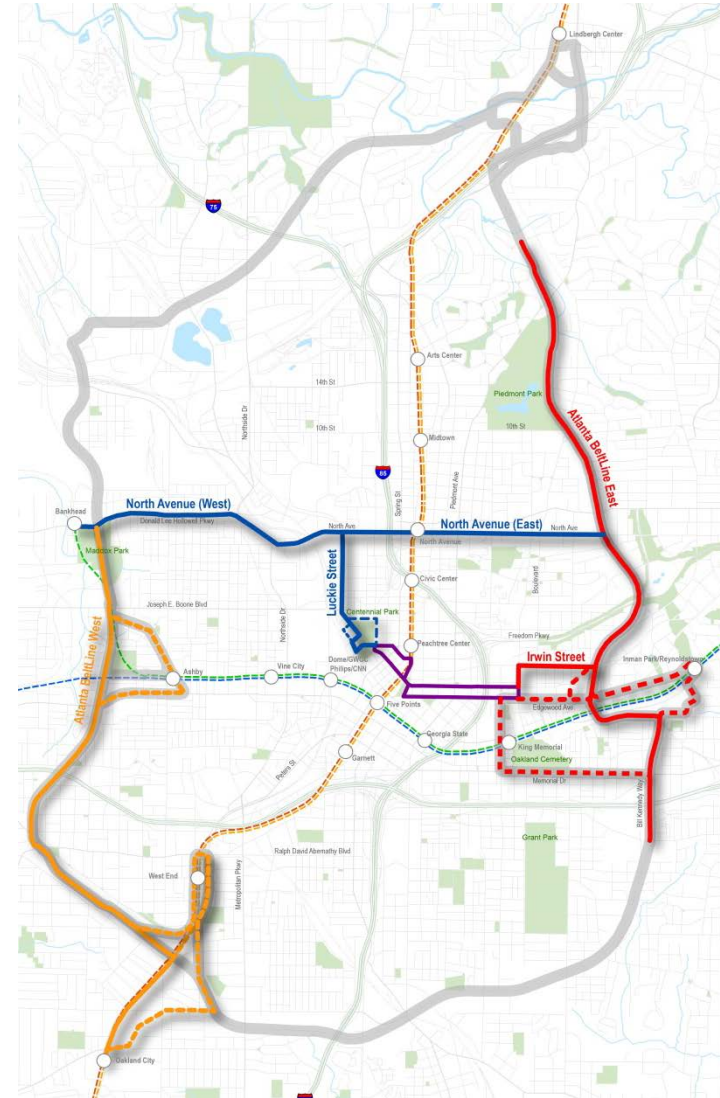 Lindbergh Center
75
Arts Center
14th St
Piedmont Park
Northside Dr
10th St
10th St
Midtown
Atlanta BeltLine East
Piedmont Ave
85
Spring St
Bankhead
North Avenue (West)
Donald Lee Hollowell Pkwy
North Ave
North Avenue (East)
North Ave
North Avenue
Maddox Park
Luckie Street
Civic Center
Boulevard
Joseph E. Boone Blvd
Northside Dr
Centennial Park
Freedom Pkwy
Peachtree Center
Irwin Street
Inman Park/Reynoldstown
Dome/GWCC
Philips/CNN
Ashby
Vine City
Atlanta BeltLine West
Edgewood Ave
Five Points
Georgia State
King Memorial
Garnett
Oakland Cemetery
Peters St
Memorial Dr
Bill Kennedy Way
Grant Park
Ralph David Abernathy Blvd
West End
Metropolitan Pkwy
Oakland City